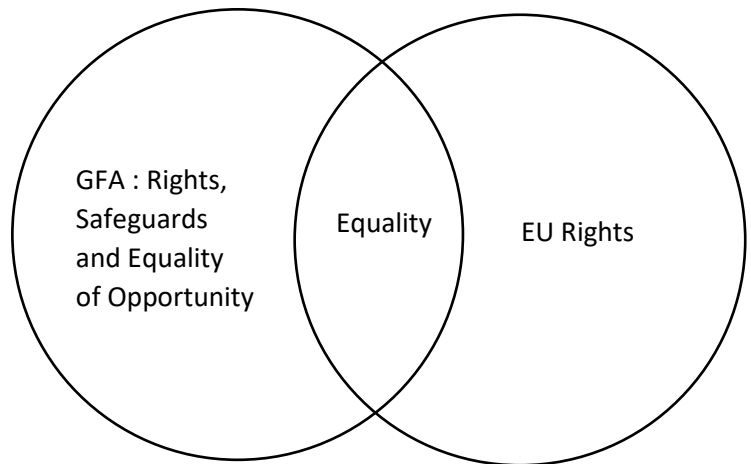 GFA : Rights,
Safeguards
and Equality
of Opportunity
Equality
EU Rights